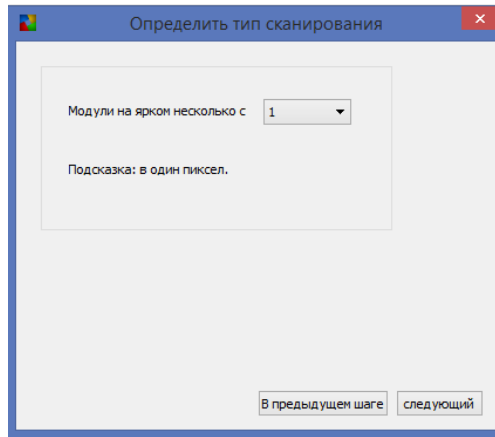 Определить тип сканирования
Модули на ярком несколько с 1
Подсказка: в один пиксел.
В предыдущем шаге следующий